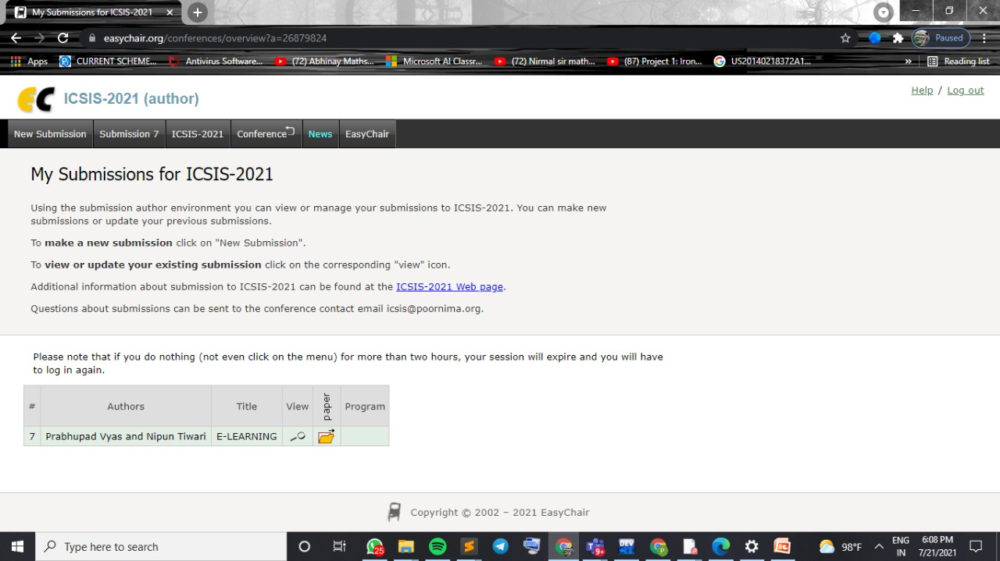 My Submissions for ICSIS-2021
easychair.org/conferences/overview?a=26879824
Paused
Apps
CURRENT SCHEME...
Antivirus Software...
(72) Abhinay Maths...
Microsoft AI Classr...
(72) Nirmal sir math...
(87) Project 1: Iron...
US20140218372A1...
»
Reading list
EC ICSIS-2021 (author)
Help / Log out
New Submission
Submission 7
ICSIS-2021
Conference
News
EasyChair
My Submissions for ICSIS-2021
Using the submission author environment you can view or manage your submissions to ICSIS-2021. You can make new
submissions or update your previous submissions.
To make a new submission click on "New Submission".
To view or update your existing submission click on the corresponding "view" icon.
Additional information about submission to ICSIS-2021 can be found at the ICSIS-2021 Web page.
Questions about submissions can be sent to the conference contact email icsis@poornima.org.
Please note that if you do nothing (not even click on the menu) for more than two hours, your session will expire and you will have
to log in again.
# Authors Title View paper Program
7 Prabhupad Vyas and Nipun Tiwari E-LEARNING
Copyright © 2002 – 2021 EasyChair
Type here to search
25
9+
DEV
98°F
ENG
IN
6:08 PM
7/21/2021